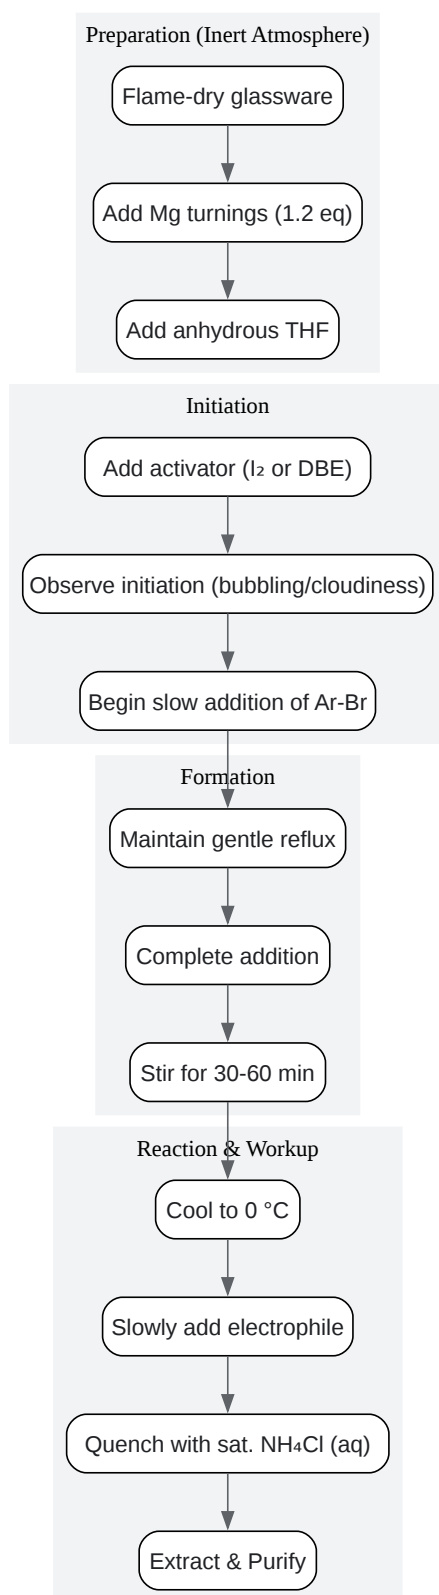 Preparation (Inert Atmosphere)
Flame-dry glassware
Add Mg turnings (1.2 eq)
Add anhydrous THF
Initiation
Add activator (I₂ or DBE)
Observe initiation (bubbling/cloudiness)
Begin slow addition of Ar-Br
Formation
Maintain gentle reflux
Complete addition
Stir for 30-60 min
Reaction & Workup
Cool to 0 °C
Slowly add electrophile
Quench with sat. NH₄Cl (aq)
Extract & Purify